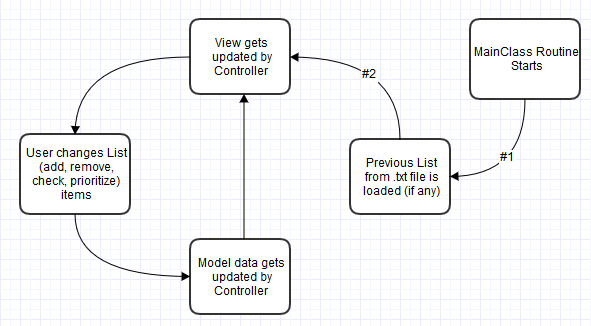 View gets
updated by
Controller
MainClass Routine
Starts
#2
#1
User changes List
(add, remove,
check, prioritize)
items
Previous List
from .txt file is
loaded (if any)
Model data gets
updated by
Controller